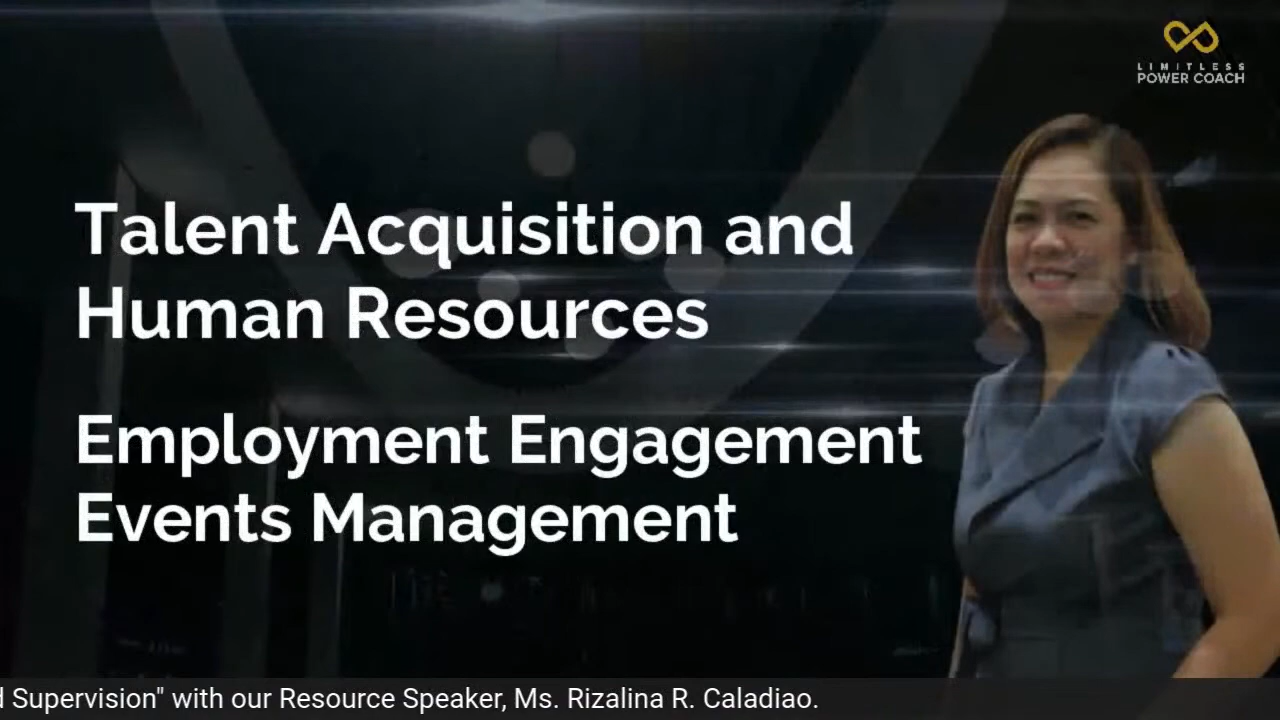 LIMITLESS
POWER COACH
Talent Acquisition and
Human Resources
Employment Engagement
Events Management
d Supervision" with our Resource Speaker, Ms. Rizalina R. Caladiao.